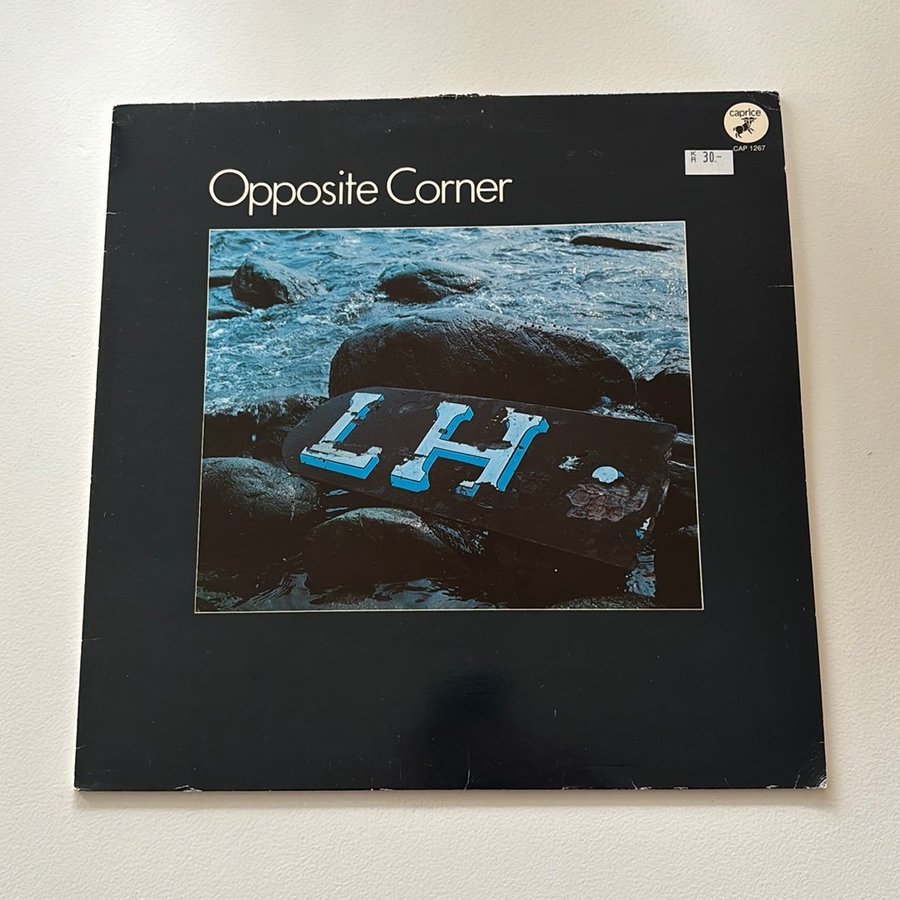 caprice
CAP 1267
KR 30.-
Opposite Corner
LH.